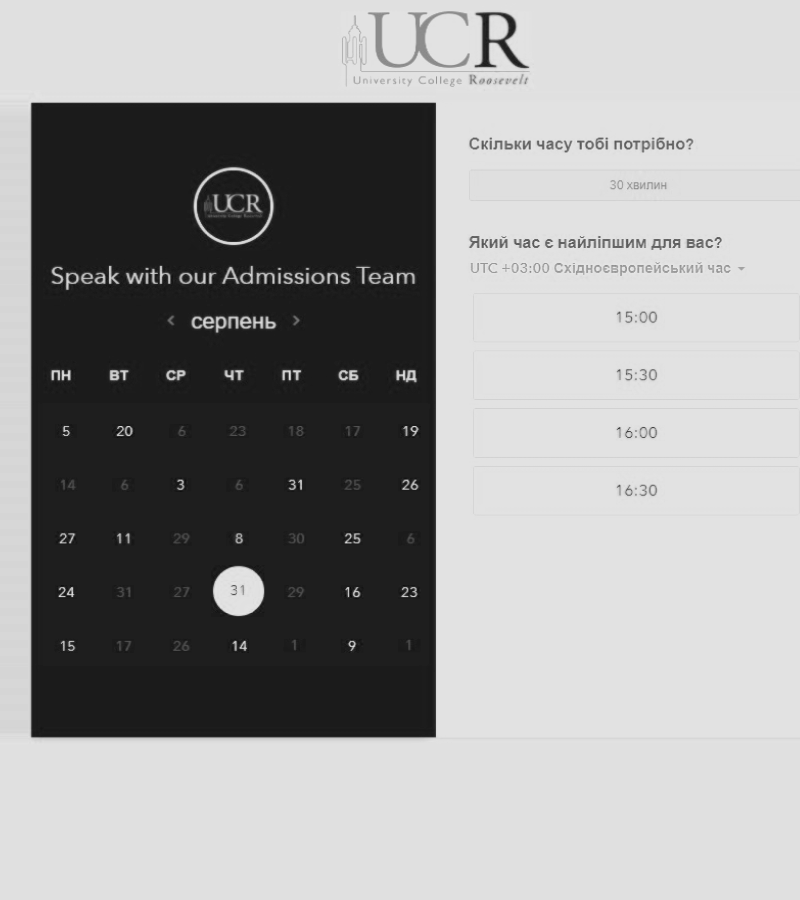 UCR
University College Roosevelt
UCR
University College Roosevelt
Speak with our Admissions Team
‹ серпень ›
ПН ВТ СР ЧТ ПТ СБ НД
5 20 6 23 18 17 19
14 6 3 6 31 25 26
27 11 29 8 30 25 6
24 31 27 31 29 16 23
15 17 26 14 1 9 1
Скільки часу тобі потрібно?
30 хвилин
Який час є найліпшим для вас?
UTC +03:00 Східноєвропейський час
15:00
15:30
16:00
16:30